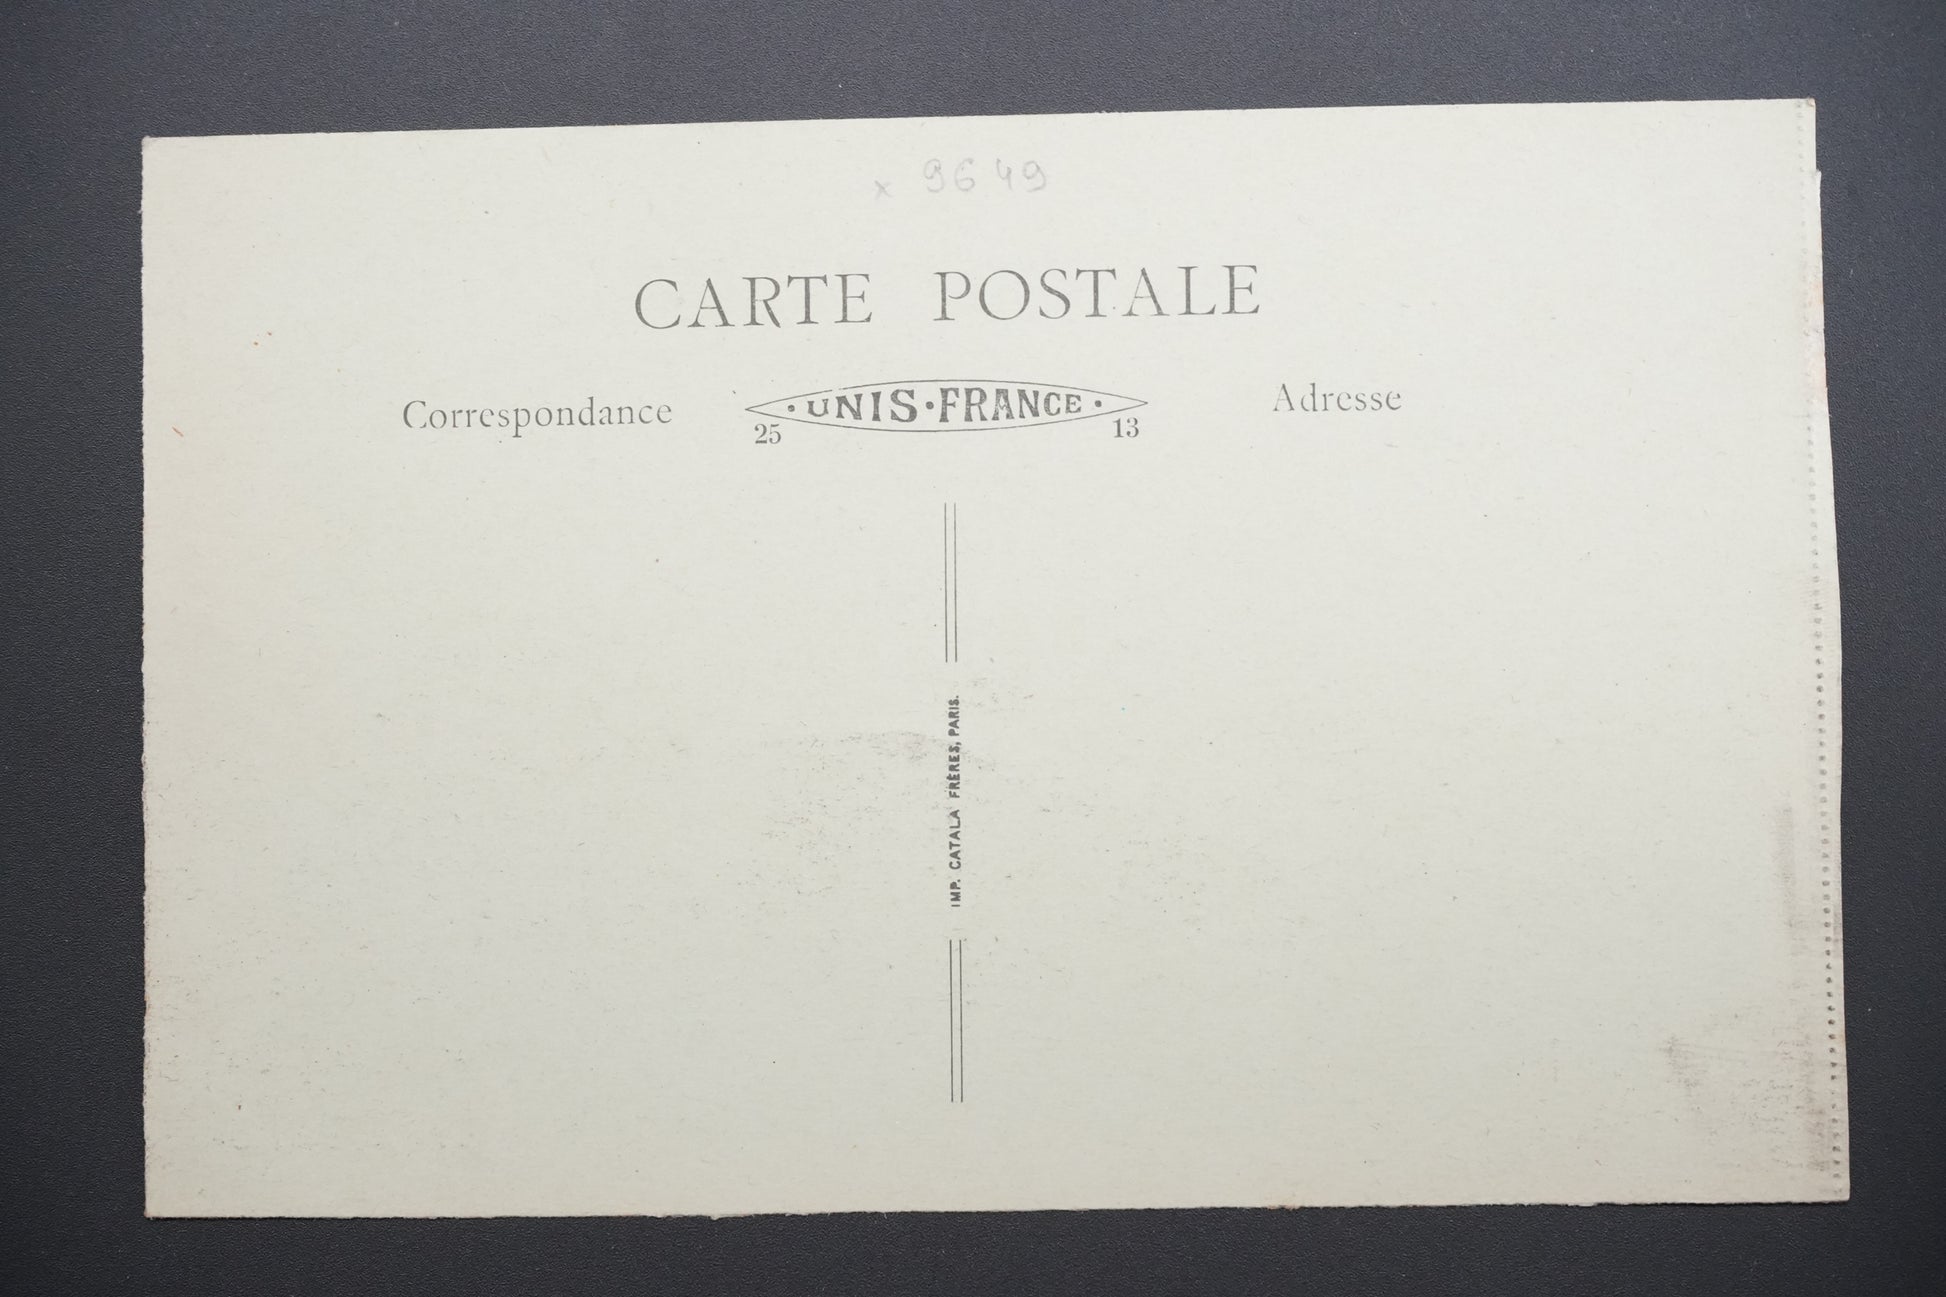 x 9649
CARTE POSTALE
Correspondance
·UNIS·FRANCE·
25 13
Adresse
IMP. CATALA FRÈRES, PARIS.